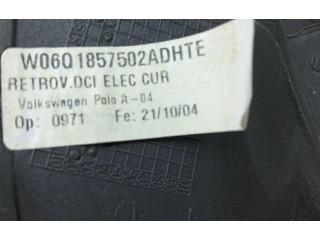 W06Q1857502ADHTE
RETROV.DCI ELEC CUR
Volkswagen Polo A-04
Op: 0971 Fe: 21/10/04